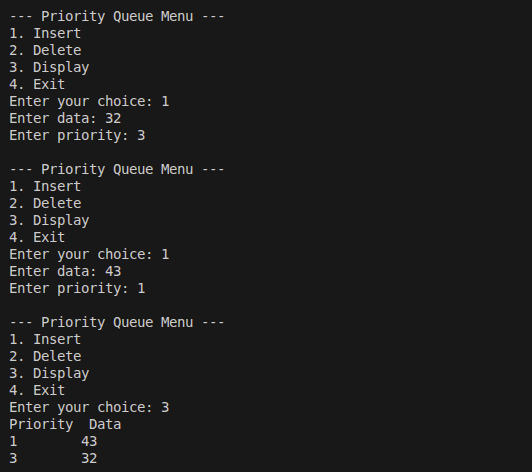 --- Priority Queue Menu ---
1. Insert
2. Delete
3. Display
4. Exit
Enter your choice: 1
Enter data: 32
Enter priority: 3

--- Priority Queue Menu ---
1. Insert
2. Delete
3. Display
4. Exit
Enter your choice: 1
Enter data: 43
Enter priority: 1

--- Priority Queue Menu ---
1. Insert
2. Delete
3. Display
4. Exit
Enter your choice: 3
Priority  Data
1        43
3        32